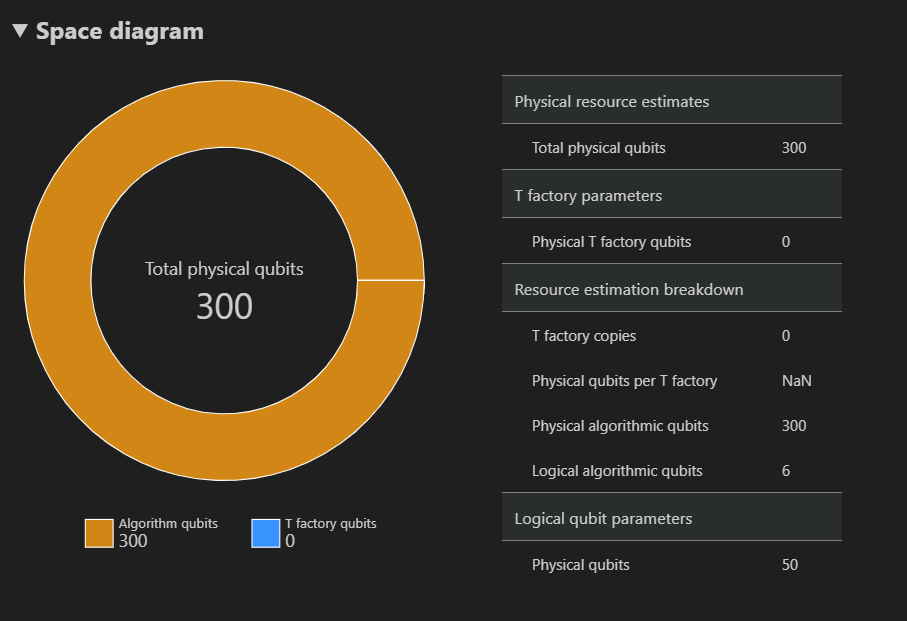 ▼ Space diagram
Total physical qubits
300
Algorithm qubits
300
T factory qubits
0
Physical resource estimates
Total physical qubits 300
T factory parameters
Physical T factory qubits 0
Resource estimation breakdown
T factory copies 0
Physical qubits per T factory NaN
Physical algorithmic qubits 300
Logical algorithmic qubits 6
Logical qubit parameters
Physical qubits 50